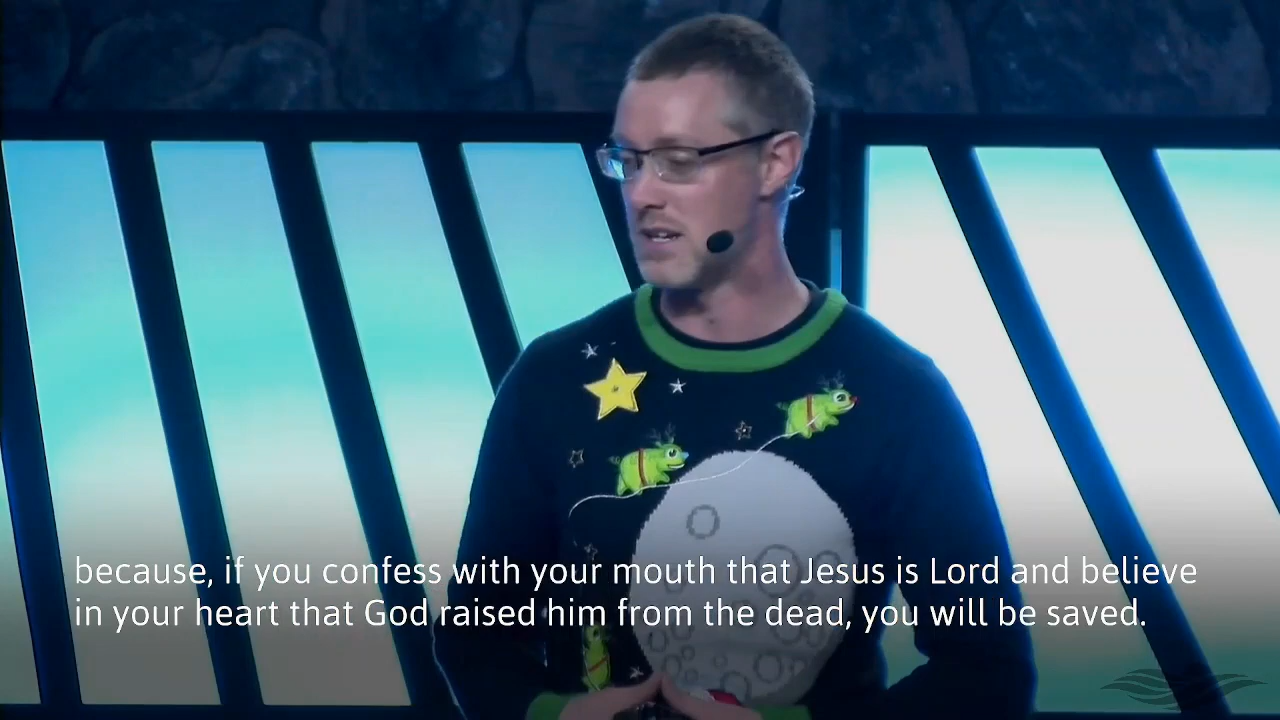 because, if you confess with your mouth that Jesus is Lord and believe
in your heart that God raised him from the dead, you will be saved.